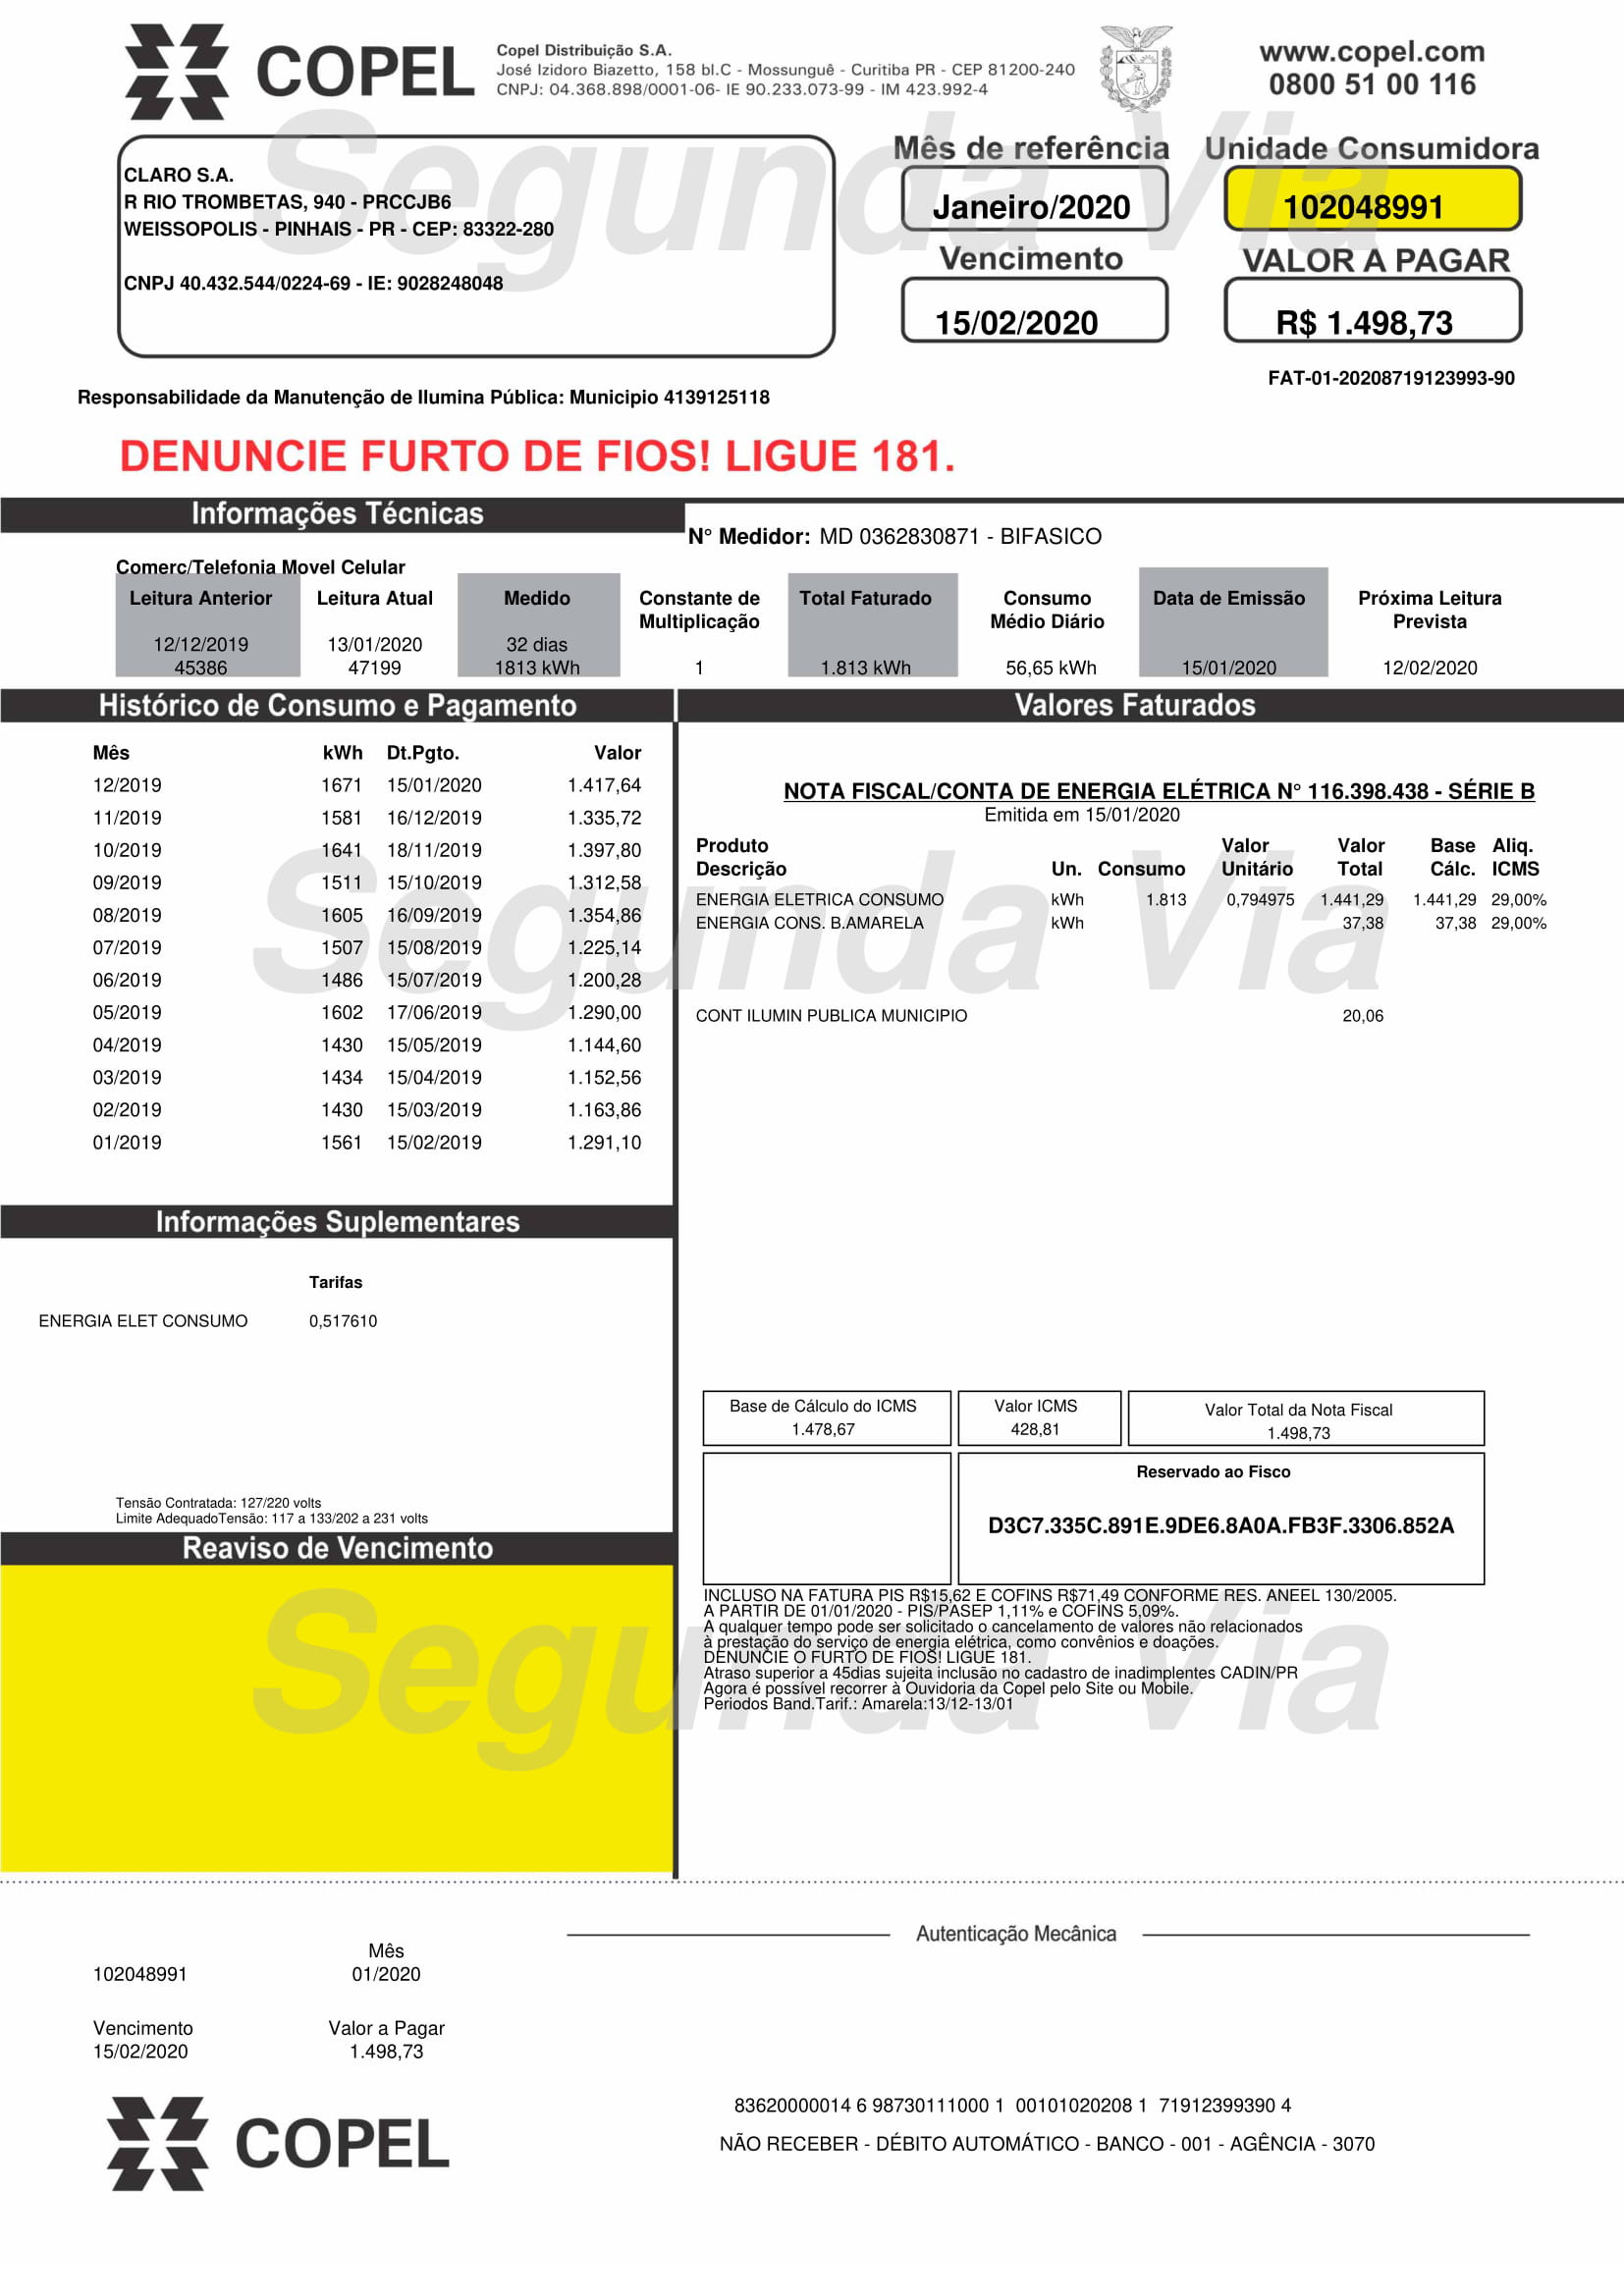 COPEL
Copel Distribuição S.A.
José Izidoro Biazetto, 158 bl.C - Mossunguê - Curitiba PR - CEP 81200-240
CNPJ: 04.368.898/0001-06- IE 90.233.073-99 - IM 423.992-4
www.copel.com
0800 51 00 116
Segunda Via
CLARO S.A.
R RIO TROMBETAS, 940 - PRCCJB6
WEISSOPOLIS - PINHAIS - PR - CEP: 83322-280
CNPJ 40.432.544/0224-69 - IE: 9028248048
Mês de referência Unidade Consumidora
Janeiro/2020 102048991
Vencimento VALOR A PAGAR
15/02/2020 R$ 1.498,73
FAT-01-20208719123993-90
Responsabilidade da Manutenção de Ilumina Pública: Municipio 4139125118
DENUNCIE FURTO DE FIOS! LIGUE 181.
Informações Técnicas
N° Medidor: MD 0362830871 - BIFASICO
Comerc/Telefonia Movel Celular
Leitura Anterior Leitura Atual Medido Constante de Total Faturado Consumo Data de Emissão Próxima Leitura
Multiplicação Médio Diário Prevista
12/12/2019 13/01/2020 32 dias
45386 47199 1813 kWh 1 1.813 kWh 56,65 kWh 15/01/2020 12/02/2020
Histórico de Consumo e Pagamento
Mês kWh Dt.Pgto. Valor
12/2019 1671 15/01/2020 1.417,64
11/2019 1581 16/12/2019 1.335,72
10/2019 1641 18/11/2019 1.397,80
09/2019 1511 15/10/2019 1.312,58
08/2019 1605 16/09/2019 1.354,86
07/2019 1507 15/08/2019 1.225,14
06/2019 1486 15/07/2019 1.200,28
05/2019 1602 17/06/2019 1.290,00
04/2019 1430 15/05/2019 1.144,60
03/2019 1434 15/04/2019 1.152,56
02/2019 1430 15/03/2019 1.163,86
01/2019 1561 15/02/2019 1.291,10
Valores Faturados
NOTA FISCAL/CONTA DE ENERGIA ELÉTRICA N° 116.398.438 - SÉRIE B
Emitida em 15/01/2020
Produto Valor Valor Base Aliq.
Descrição Un. Consumo Unitário Total Cálc. ICMS
ENERGIA ELETRICA CONSUMO kWh 1.813 0,794975 1.441,29 1.441,29 29,00%
ENERGIA CONS. B.AMARELA kWh 37,38 37,38 29,00%
CONT ILUMIN PUBLICA MUNICIPIO 20,06
Segunda Via
Informações Suplementares
Tarifas
ENERGIA ELET CONSUMO 0,517610
Tensão Contratada: 127/220 volts
Limite AdequadoTensão: 117 a 133/202 a 231 volts
Base de Cálculo do ICMS
1.478,67
Valor ICMS
428,81
Valor Total da Nota Fiscal
1.498,73
Reservado ao Fisco
D3C7.335C.891E.9DE6.8A0A.FB3F.3306.852A
Reaviso de Vencimento
INCLUSO NA FATURA PIS R$15,62 E COFINS R$71,49 CONFORME RES. ANEEL 130/2005.
A PARTIR DE 01/01/2020 - PIS/PASEP 1,11% e COFINS 5,09%.
A qualquer tempo pode ser solicitado o cancelamento de valores não relacionados
à prestação do serviço de energia elétrica, como convênios e doações.
DENUNCIE O FURTO DE FIOS! LIGUE 181.
Atraso superior a 45dias sujeita inclusão no cadastro de inadimplentes CADIN/PR
Agora é possível recorrer à Ouvidoria da Copel pelo Site ou Mobile.
Periodos Band.Tarif.: Amarela:13/12-13/01
Segunda Via
Autenticação Mecânica
Mês
102048991 01/2020
Vencimento Valor a Pagar
15/02/2020 1.498,73
COPEL
83620000014 6 98730111000 1 00101020208 1 71912399390 4
NÃO RECEBER - DÉBITO AUTOMÁTICO - BANCO - 001 - AGÊNCIA - 3070